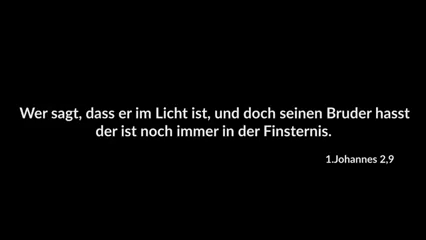 Wer sagt, dass er im Licht ist, und doch seinen Bruder hasst
der ist noch immer in der Finsternis.
1.Johannes 2,9